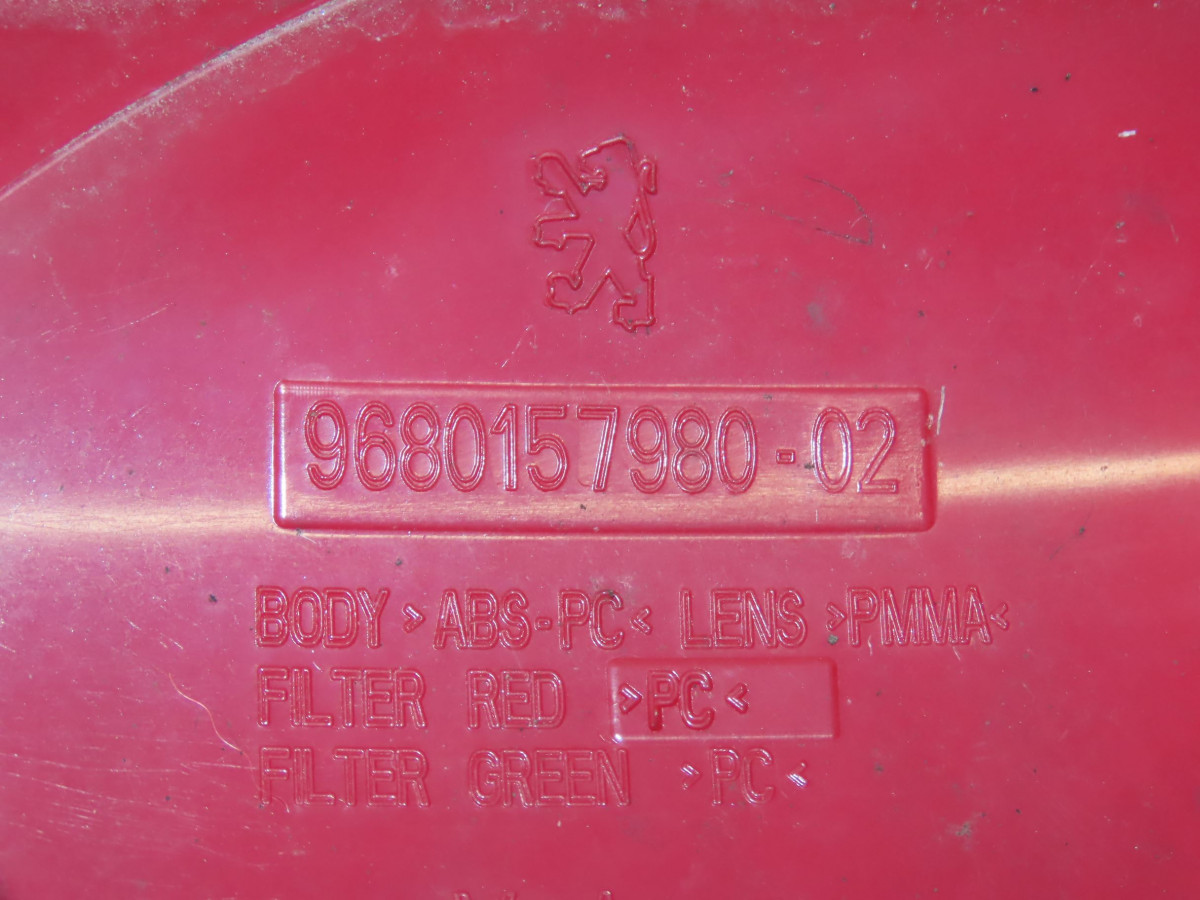 9680157980-02
BODY >ABS-PC< LENS >PMMA<
FILTER RED >PC<
FILTER GREEN >PC<